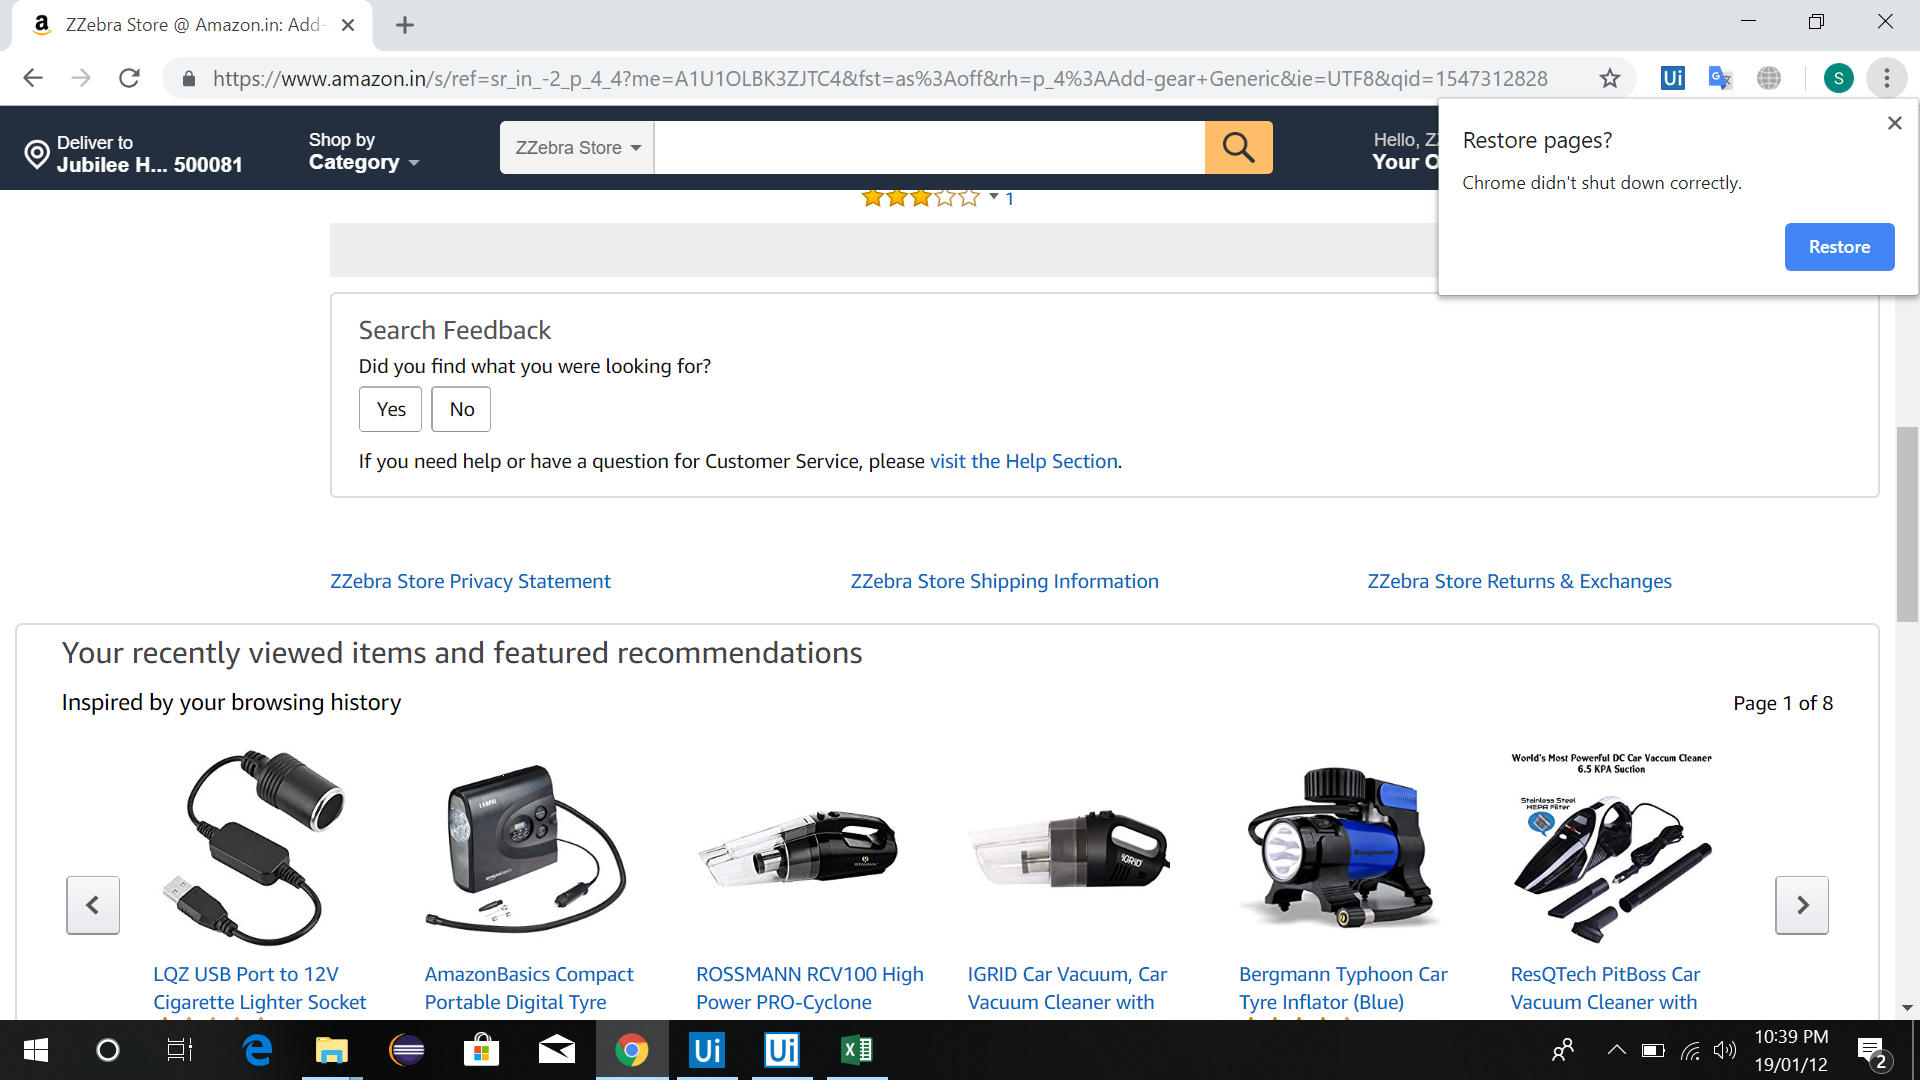 ZZebra Store @ Amazon.in: Add-
https://www.amazon.in/s/ref=sr_in_-2_p_4_4?me=A1U1OLBK3ZJTC4&fst=as%3Aoff&rh=p_4%3AAdd-gear+Generic&ie=UTF8&qid=1547312828
Ui
S
Deliver to
Jubilee H... 500081
Shop by
Category
ZZebra Store
Hello, Z
Your O
Restore pages?
Chrome didn't shut down correctly.
Restore
1
Search Feedback
Did you find what you were looking for?
Yes No
If you need help or have a question for Customer Service, please visit the Help Section.
ZZebra Store Privacy Statement
ZZebra Store Shipping Information
ZZebra Store Returns & Exchanges
Your recently viewed items and featured recommendations
Inspired by your browsing history
Page 1 of 8
World's Most Powerful DC Car Vaccum Cleaner
6.5 KPA Suction
Stainless Steel
HEPA Filter
amazonbasics
IGRID
Bergmann
LQZ USB Port to 12V
Cigarette Lighter Socket
AmazonBasics Compact
Portable Digital Tyre
ROSSMANN RCV100 High
Power PRO-Cyclone
IGRID Car Vacuum, Car
Vacuum Cleaner with
Bergmann Typhoon Car
Tyre Inflator (Blue)
ResQTech PitBoss Car
Vacuum Cleaner with
Ui
Ui
10:39 PM
19/01/12
2